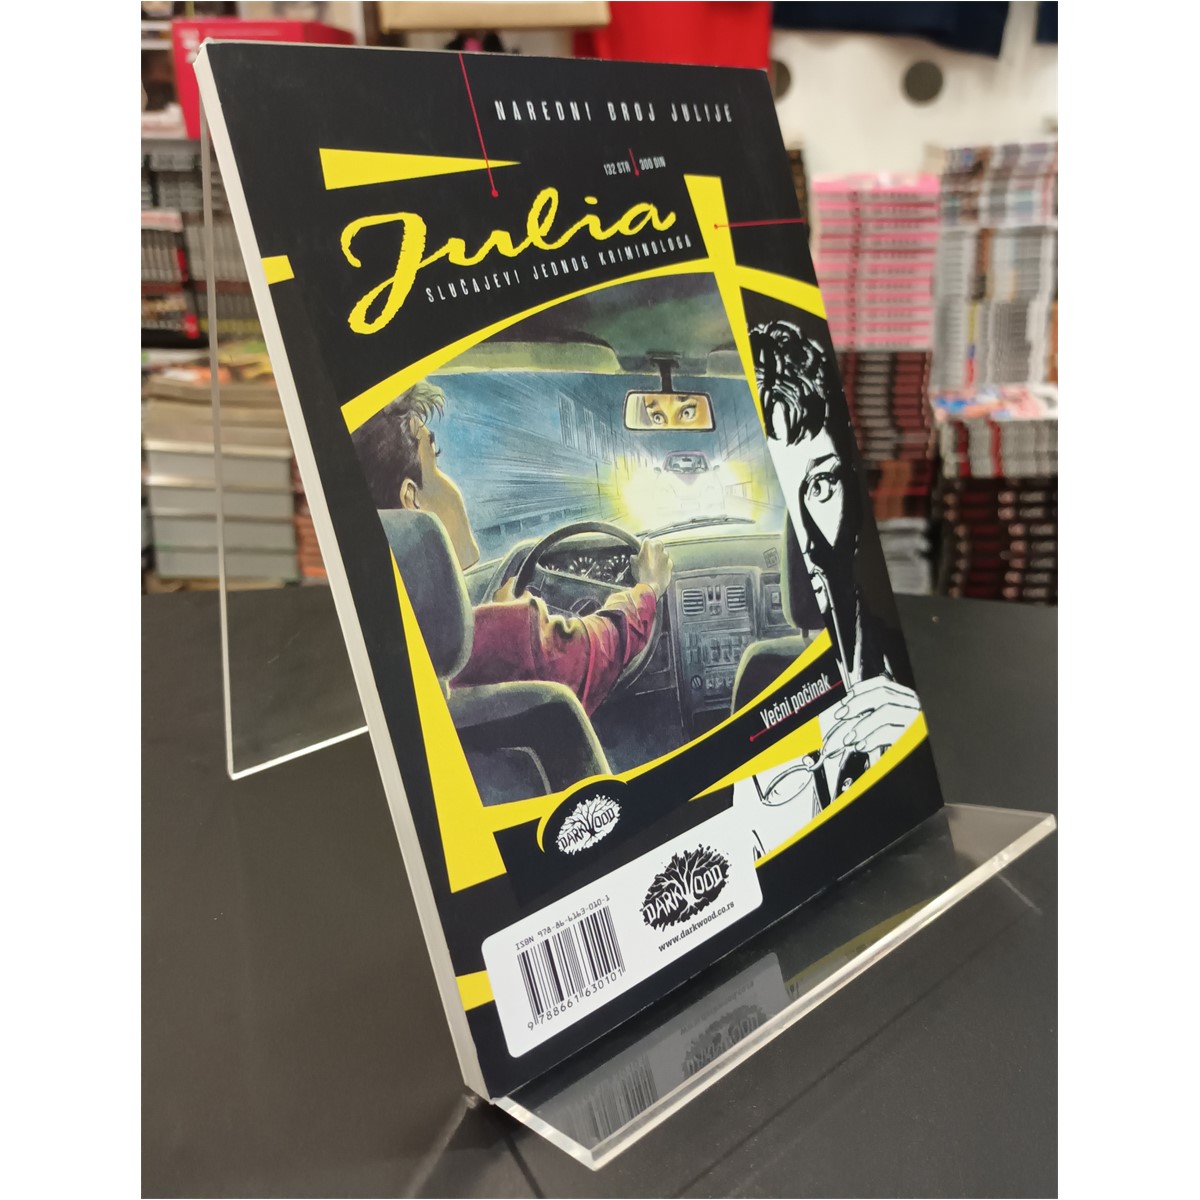 NAREDNI BROJ JULIJE
132 STR 300 DIN
Julia
SLUČAJEVI JEDNOG KRIMINOLOGA
Večni počinak
DARKWOOD
DARKWOOD
www.darkwood.co.rs
ISBN 978-86-6163-010-1
9 788661 630101